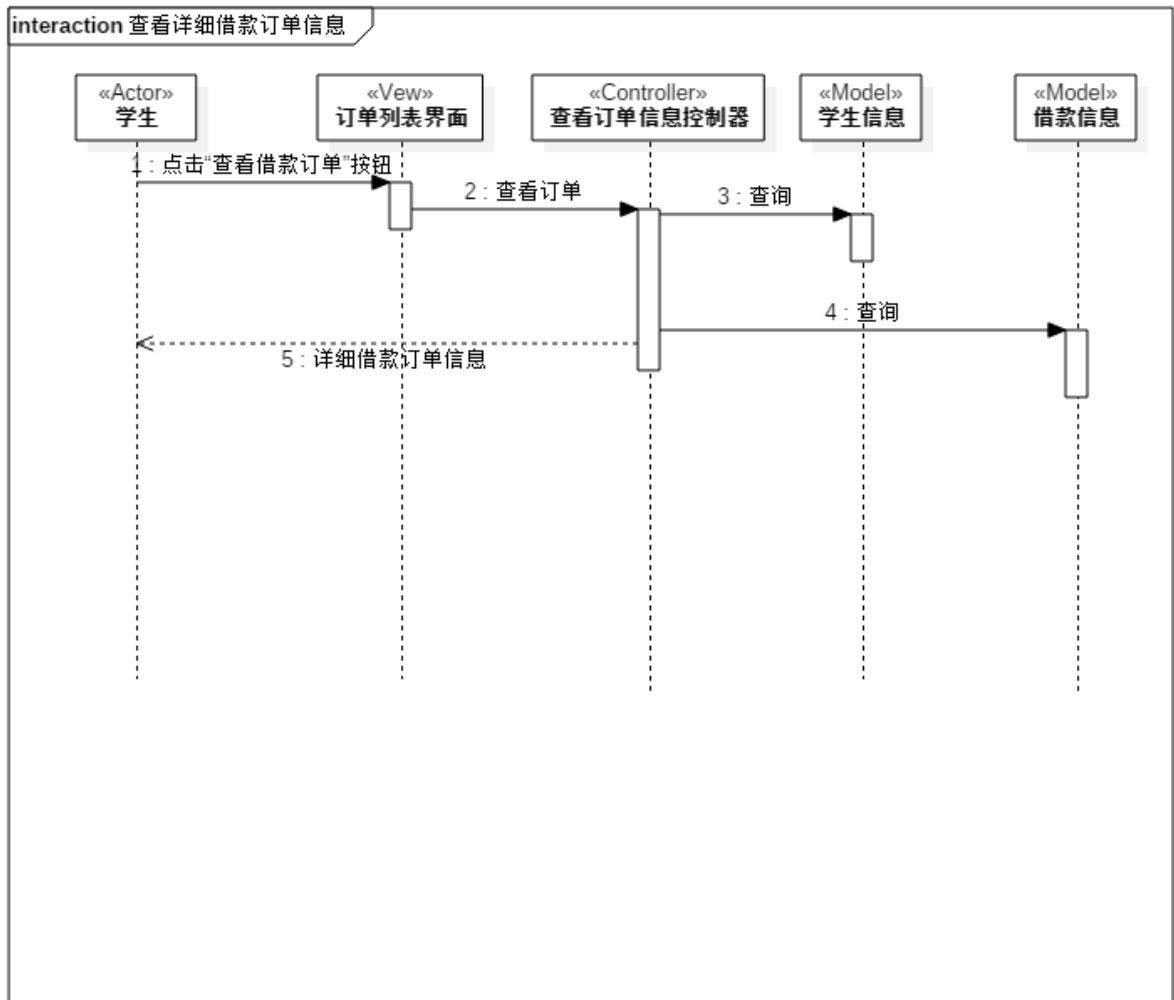 interaction 查看详细借款订单信息
«Actor»
学生
«Vew»
订单列表界面
«Controller»
查看订单信息控制器
«Model»
学生信息
«Model»
借款信息
1 : 点击“查看借款订单”按钮
2 : 查看订单
3 : 查询
4 : 查询
5 : 详细借款订单信息